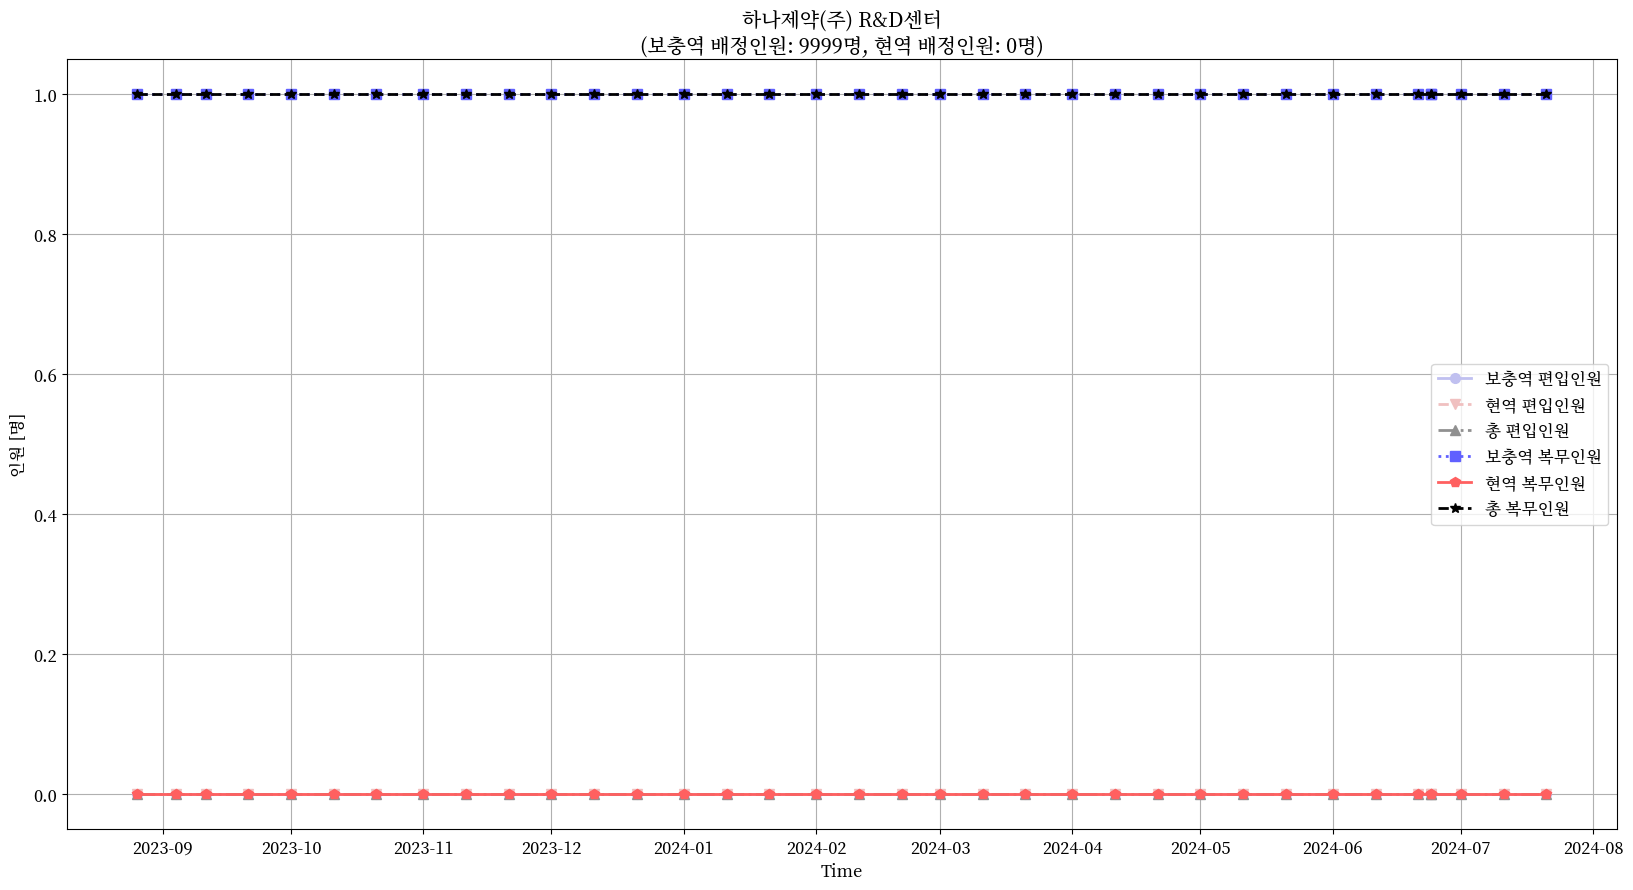 하나제약(주) R&D센터
(보충역 배정인원: 9999명, 현역 배정인원: 0명)
인원 [명]
1.0
0.8
0.6
0.4
0.2
0.0
보충역 편입인원
현역 편입인원
총 편입인원
보충역 복무인원
현역 복무인원
총 복무인원
2023-09 2023-10 2023-11 2023-12 2024-01 2024-02 2024-03 2024-04 2024-05 2024-06 2024-07 2024-08
Time